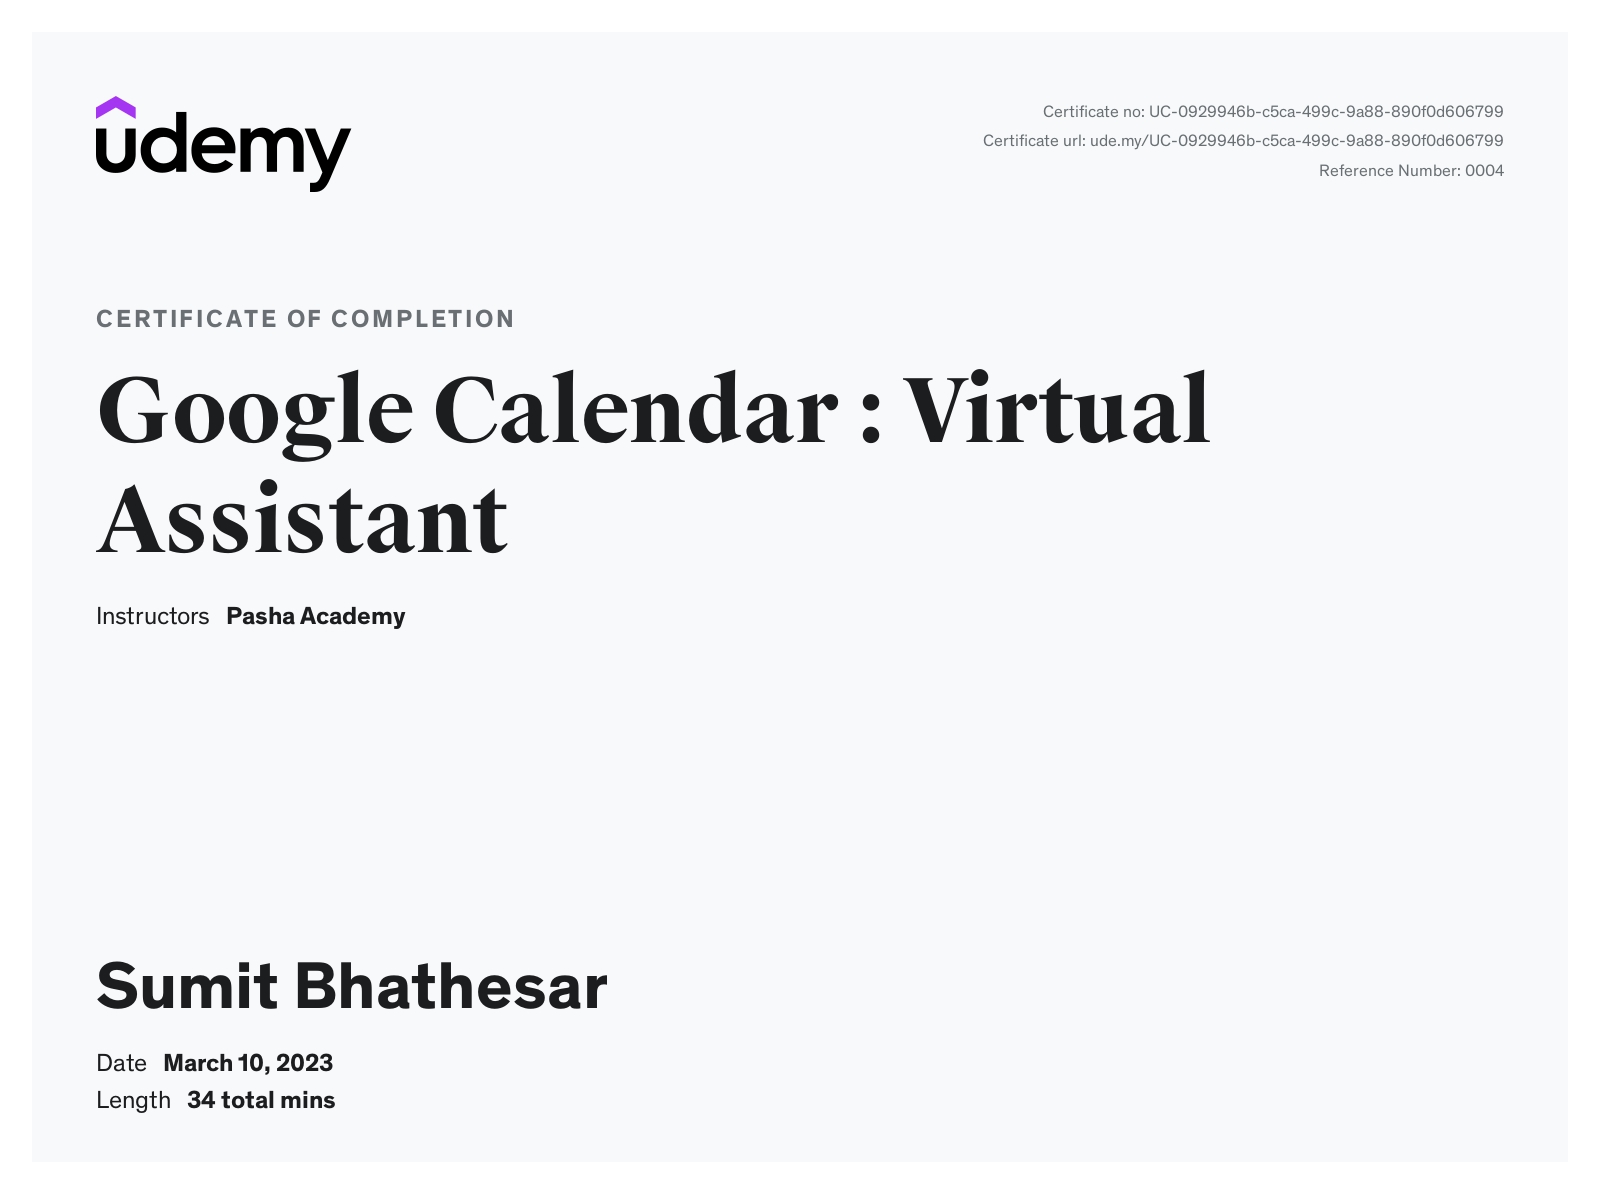 udemy
Certificate no: UC-0929946b-c5ca-499c-9a88-890f0d606799
Certificate url: ude.my/UC-0929946b-c5ca-499c-9a88-890f0d606799
Reference Number: 0004
CERTIFICATE OF COMPLETION
Google Calendar : Virtual
Assistant
Instructors Pasha Academy
Sumit Bhathesar
Date March 10, 2023
Length 34 total mins